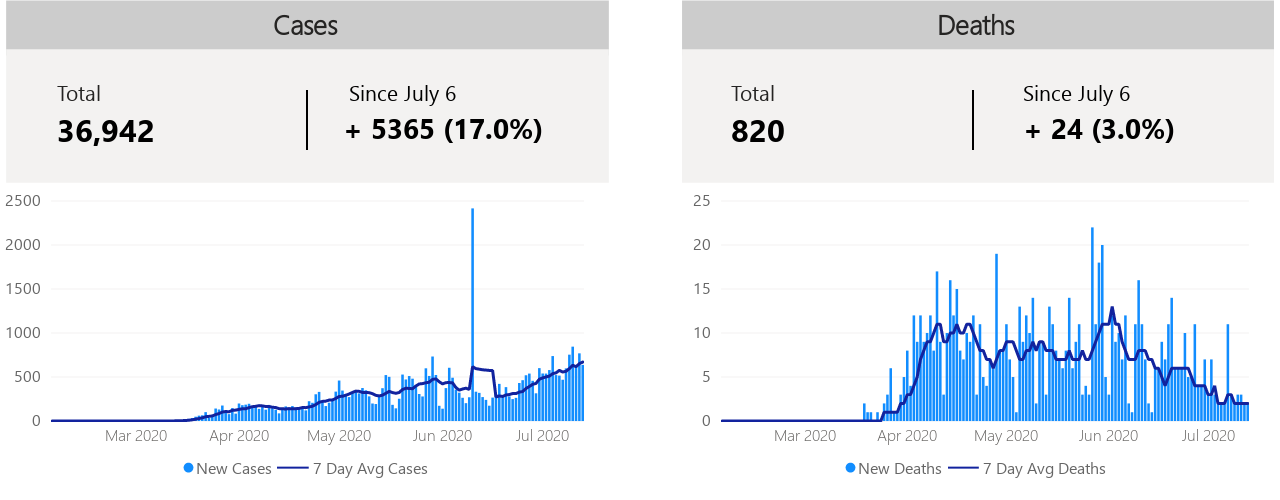 Cases
Total
36,942
Since July 6
+ 5365 (17.0%)
2500
2000
1500
1000
500
0
Mar 2020 Apr 2020 May 2020 Jun 2020 Jul 2020
New Cases 7 Day Avg Cases
Deaths
Total
820
Since July 6
+ 24 (3.0%)
25
20
15
10
5
0
Mar 2020 Apr 2020 May 2020 Jun 2020 Jul 2020
New Deaths 7 Day Avg Deaths